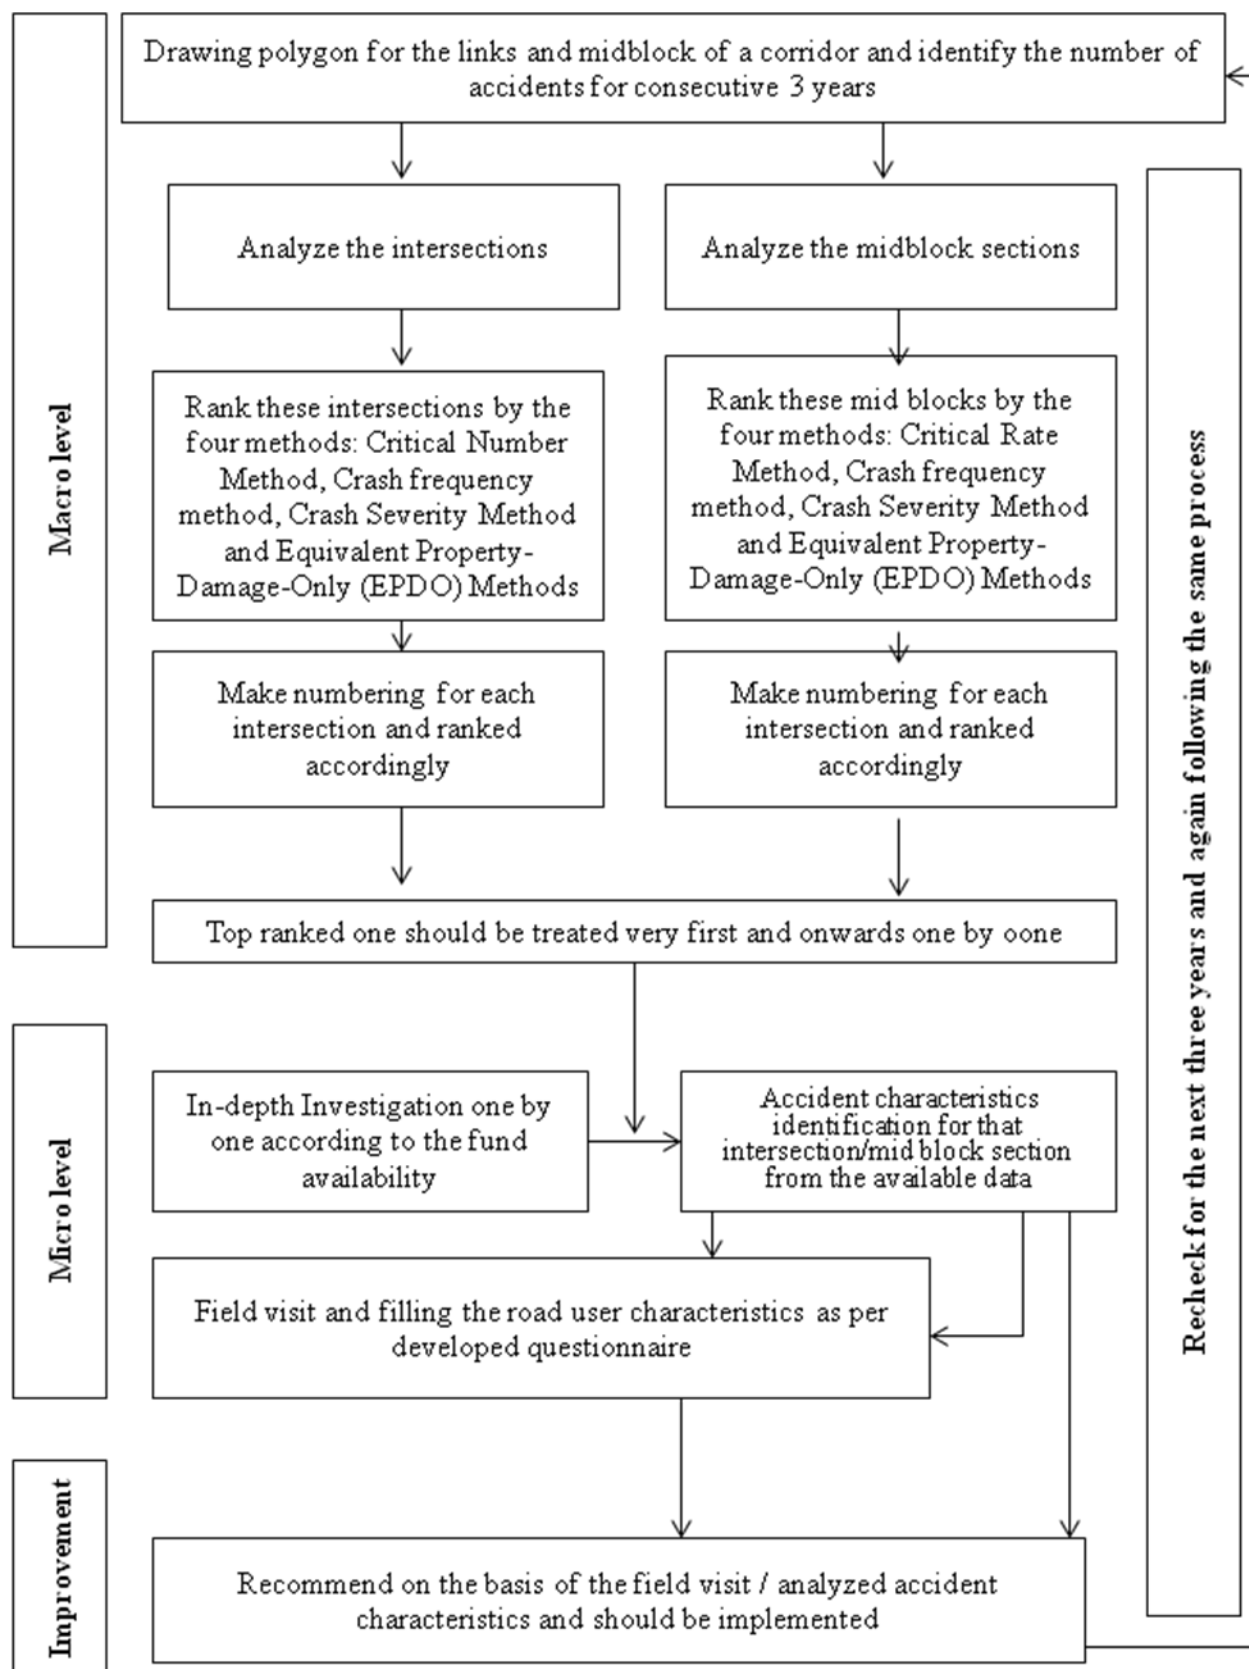 Drawing polygon for the links and midblock of a corridor and identify the number of
accidents for consecutive 3 years
Macro level
Analyze the intersections
Analyze the midblock sections
Rank these intersections by the
four methods: Critical Number
Method, Crash frequency
method, Crash Severity Method
and Equivalent Property-
Damage-Only (EPDO) Methods
Rank these mid blocks by the
four methods: Critical Rate
Method, Crash frequency
method, Crash Severity Method
and Equivalent Property-
Damage-Only (EPDO) Methods
Make numbering for each
intersection and ranked
accordingly
Make numbering for each
intersection and ranked
accordingly
Top ranked one should be treated very first and onwards one by oone
Micro level
In-depth Investigation one by
one according to the fund
availability
Accident characteristics
identification for that
intersection/mid block section
from the available data
Field visit and filling the road user characteristics as per
developed questionnaire
Improvement
Recommend on the basis of the field visit / analyzed accident
characteristics and should be implemented
Recheck for the next three years and again following the same process